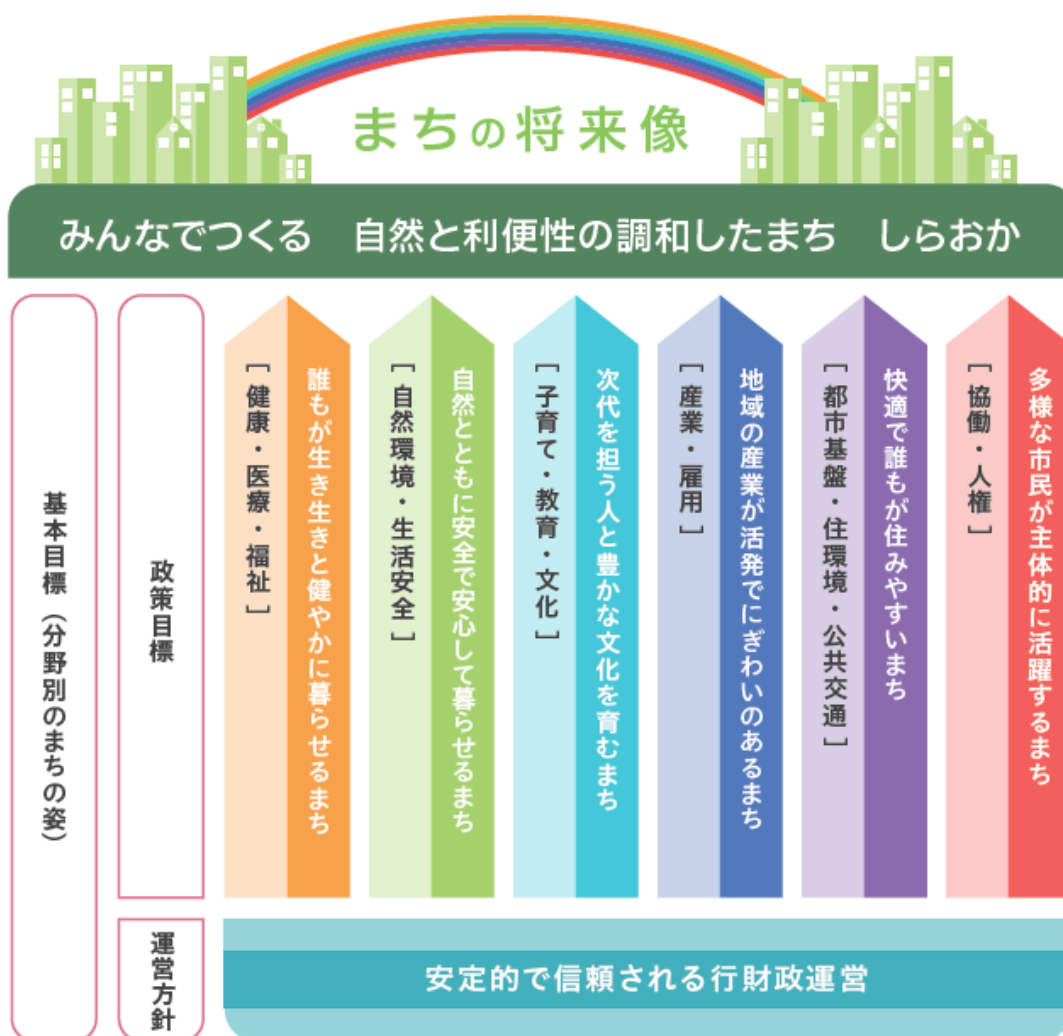 まちの将来像
みんなでつくる　自然と利便性の調和したまち　しらおか
基本目標（分野別のまちの姿）
政策目標
［健康・医療・福祉］
誰もが生き生きと健やかに暮らせるまち
［自然環境・生活安全］
自然とともに安全で安心して暮らせるまち
［子育て・教育・文化］
次代を担う人と豊かな文化を育むまち
［産業・雇用］
地域の産業が活発でにぎわいのあるまち
［都市基盤・住環境・公共交通］
快適で誰もが住みやすいまち
［協働・人権］
多様な市民が主体的に活躍するまち
運営方針
安定的で信頼される行財政運営